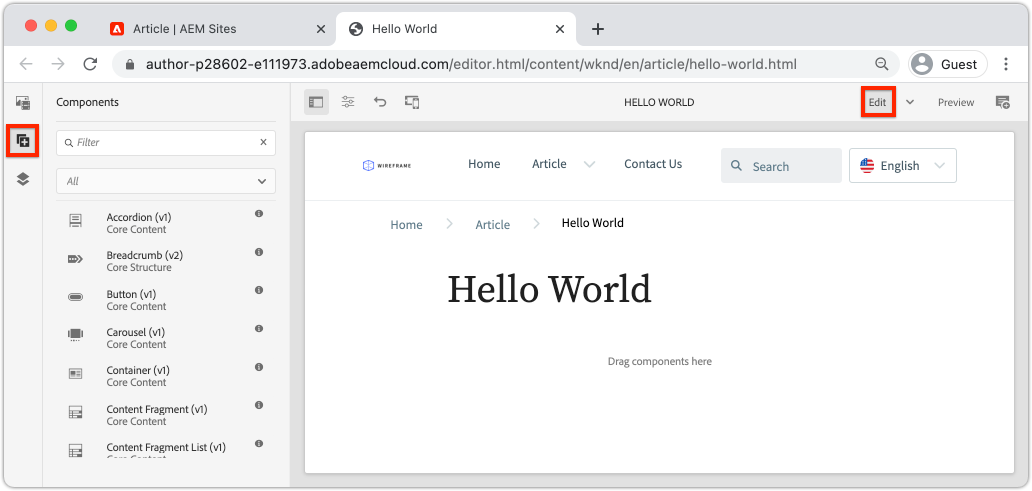 Article | AEM Sites
Hello World
author-p28602-e111973.adobeaemcloud.com/editor.html/content/wknd/en/article/hello-world.html
Guest
Components
HELLO WORLD
Edit
Preview
Filter
All
Accordion (v1)
Core Content
Breadcrumb (v2)
Core Structure
Button (v1)
Core Content
Carousel (v1)
Core Content
Container (v1)
Core Content
Content Fragment (v1)
Core Content
Content Fragment List (v1)
Core Content
WIREFRAME
Home
Article
Contact Us
Search
English
Home
Article
Hello World
Hello World
Drag components here